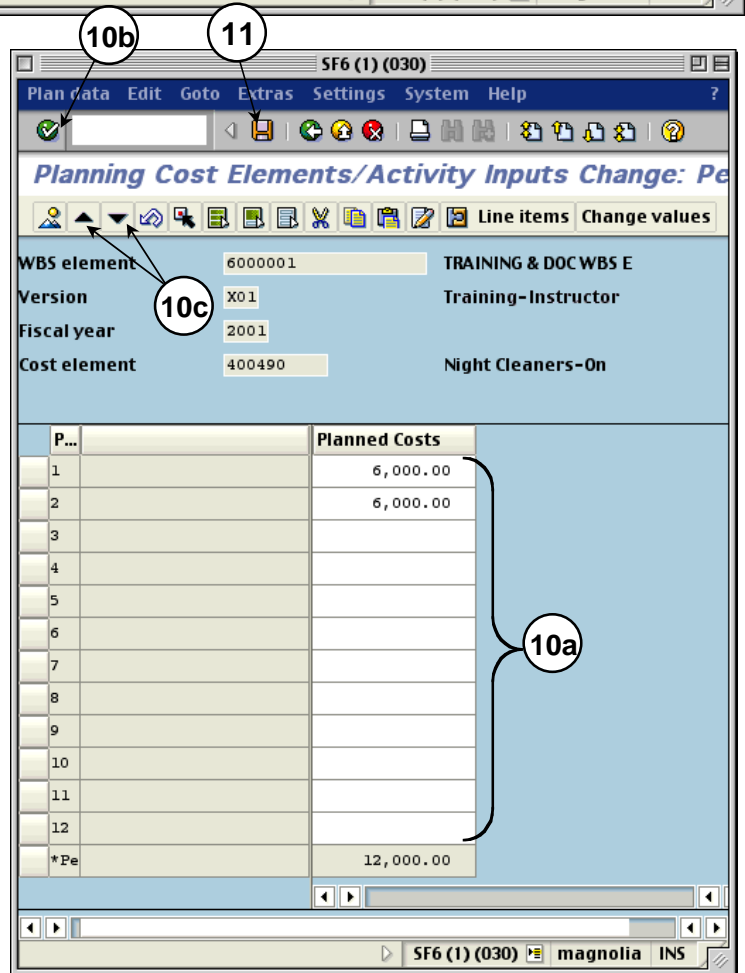 10b 11
SF6 (1) (030)
Plan data Edit Goto Extras Settings System Help ?
Planning Cost Elements/Activity Inputs Change: Pe
Line items Change values
WBS element 6000001 TRAINING & DOC WBS E
Version X01 Training-Instructor
10c
Fiscal year 2001
Cost element 400490 Night Cleaners-On
P... Planned Costs
1 6,000.00
2 6,000.00
3
4
5
6
10a
7
8
9
10
11
12
*Pe 12,000.00
SF6 (1) (030) magnolia INS